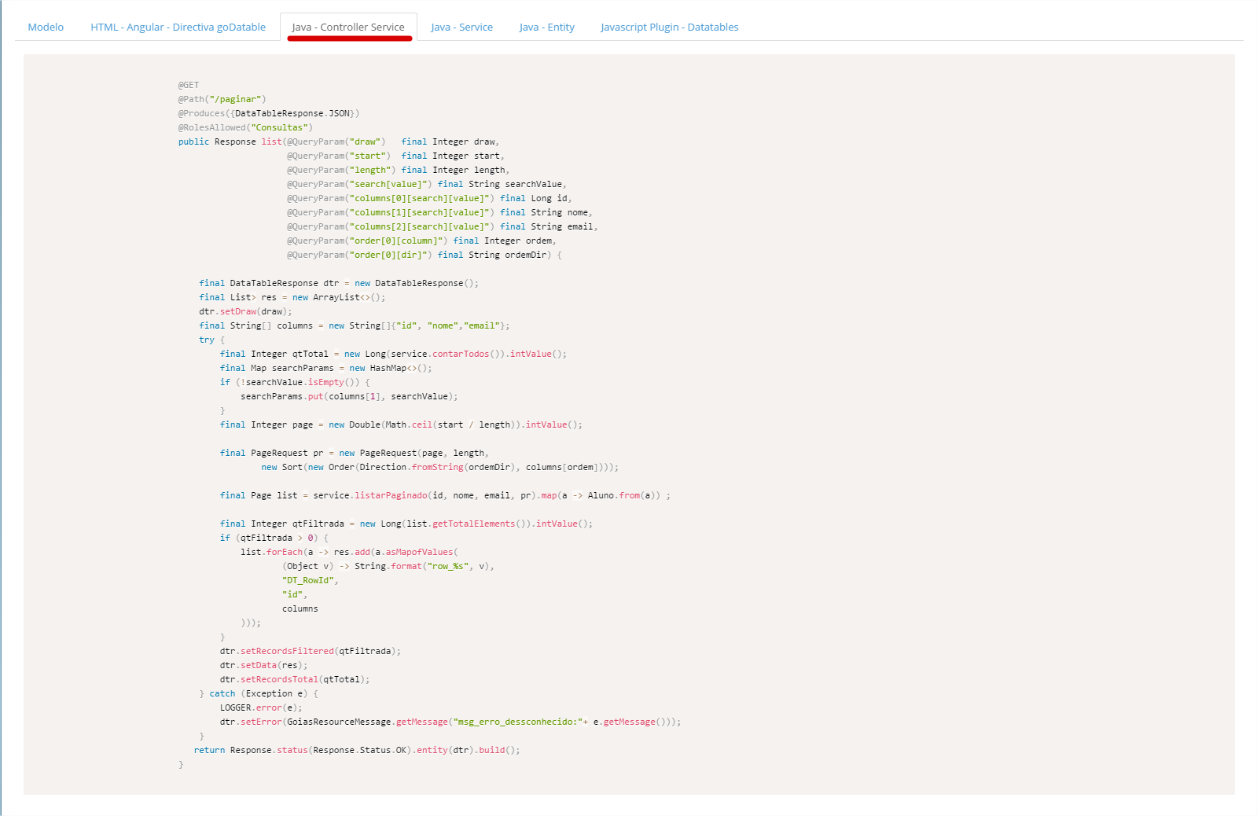 Modelo
HTML - Angular - Directiva goDatable
Java - Controller Service
Java - Service
Java - Entity
Javascript Plugin - Datatables
@GET
@Path("/paginar")
@Produces({DataTableResponse.JSON})
@RolesAllowed("Consultas")
public Response list(@QueryParam("draw")   final Integer draw,
@QueryParam("start")  final Integer start,
@QueryParam("length") final Integer length,
@QueryParam("search[value]") final String searchValue,
@QueryParam("columns[0][search][value]") final Long id,
@QueryParam("columns[1][search][value]") final String nome,
@QueryParam("columns[2][search][value]") final String email,
@QueryParam("order[0][column]") final Integer ordem,
@QueryParam("order[0][dir]") final String ordemDir) {
final DataTableResponse dtr = new DataTableResponse();
final List> res = new ArrayList<>();
dtr.setDraw(draw);
final String[] columns = new String[]{"id", "nome","email"};
try {
final Integer qtTotal = new Long(service.contarTodos()).intValue();
final Map searchParams = new HashMap<>();
if (!searchValue.isEmpty()) {
searchParams.put(columns[1], searchValue);
}
final Integer page = new Double(Math.ceil(start / length)).intValue();
final PageRequest pr = new PageRequest(page, length,
new Sort(new Order(Direction.fromString(ordemDir), columns[ordem])));
final Page list = service.listarPaginado(id, nome, email, pr).map(a -> Aluno.from(a)) ;
final Integer qtFiltrada = new Long(list.getTotalElements()).intValue();
if (qtFiltrada > 0) {
list.forEach(a -> res.add(a.asMapofValues(
(Object v) -> String.format("row_%s", v),
"DT_RowId",
"id",
columns
)));
}
dtr.setRecordsFiltered(qtFiltrada);
dtr.setData(res);
dtr.setRecordsTotal(qtTotal);
} catch (Exception e) {
LOGGER.error(e);
dtr.setError(GoiasResourceMessage.getMessage("msg_erro_dessconhecido:"+ e.getMessage()));
}
return Response.status(Response.Status.OK).entity(dtr).build();
}